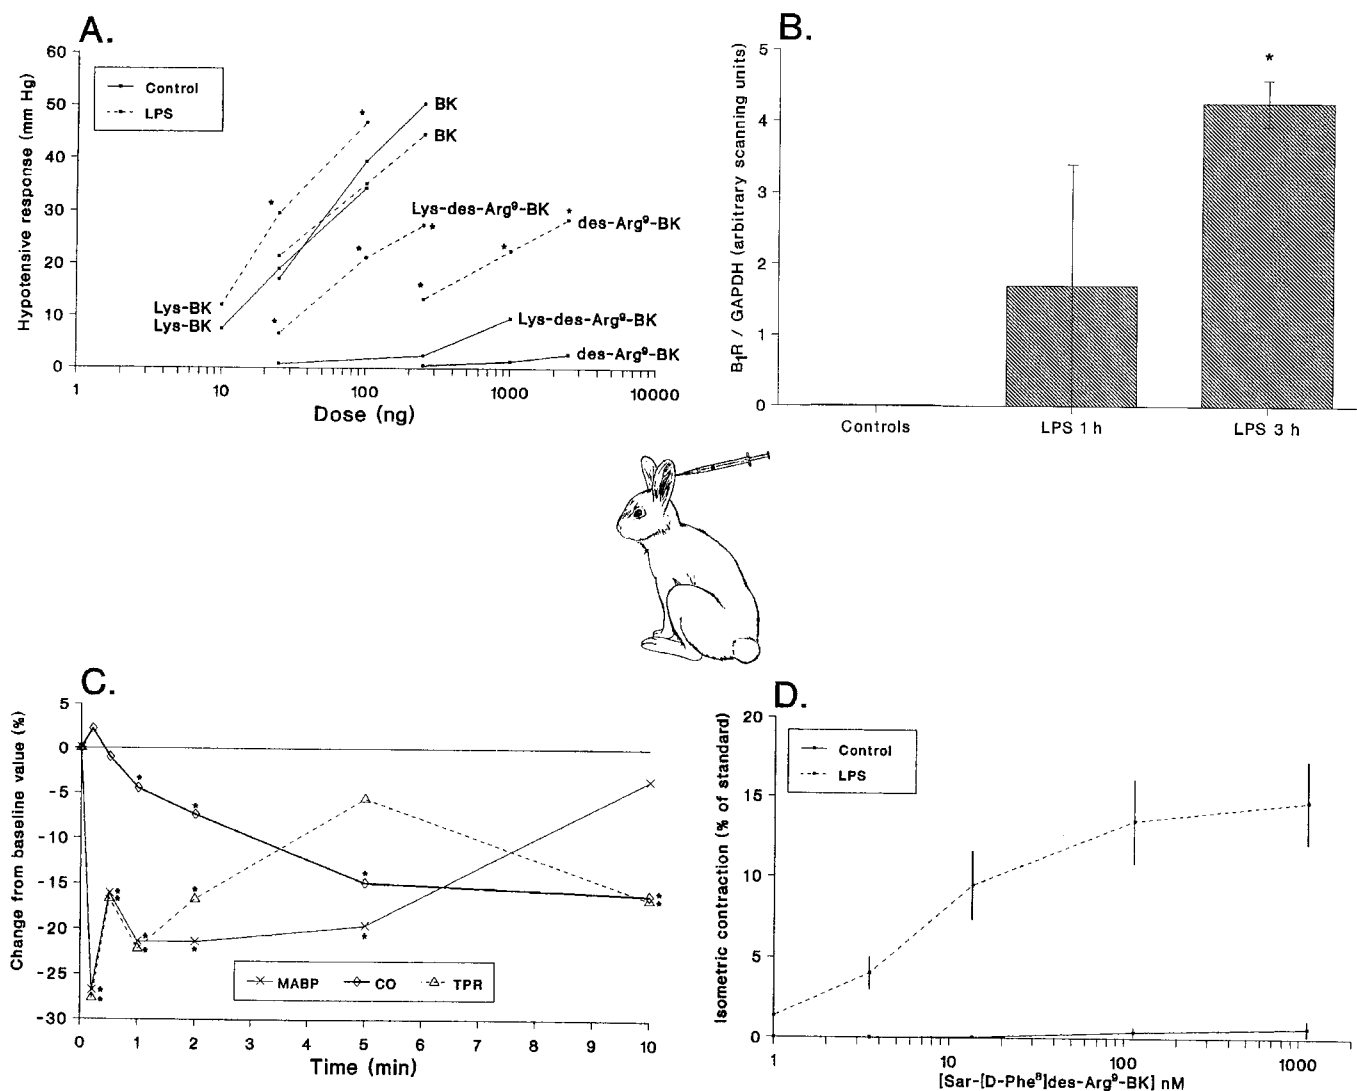 A.
Hypotensive response (mm Hg)
60
50
40
30
20
10
0
Control
LPS
BK
BK
Lys-des-Arg⁹-BK
des-Arg⁹-BK
Lys-BK
Lys-BK
Lys-des-Arg⁹-BK
des-Arg⁹-BK
1
10
100
1000
10000
Dose (ng)
B.
B₁R / GAPDH (arbitrary scanning units)
5
4
3
2
1
0
*
Controls
LPS 1 h
LPS 3 h
C.
Change from baseline value (%)
5
0
-5
-10
-15
-20
-25
-30
MABP
CO
TPR
0
1
2
3
4
5
6
7
8
9
10
Time (min)
D.
Isometric contraction (% of standard)
20
15
10
5
0
Control
LPS
1
10
100
1000
[Sar-[D-Phe⁸]des-Arg⁹-BK] nM